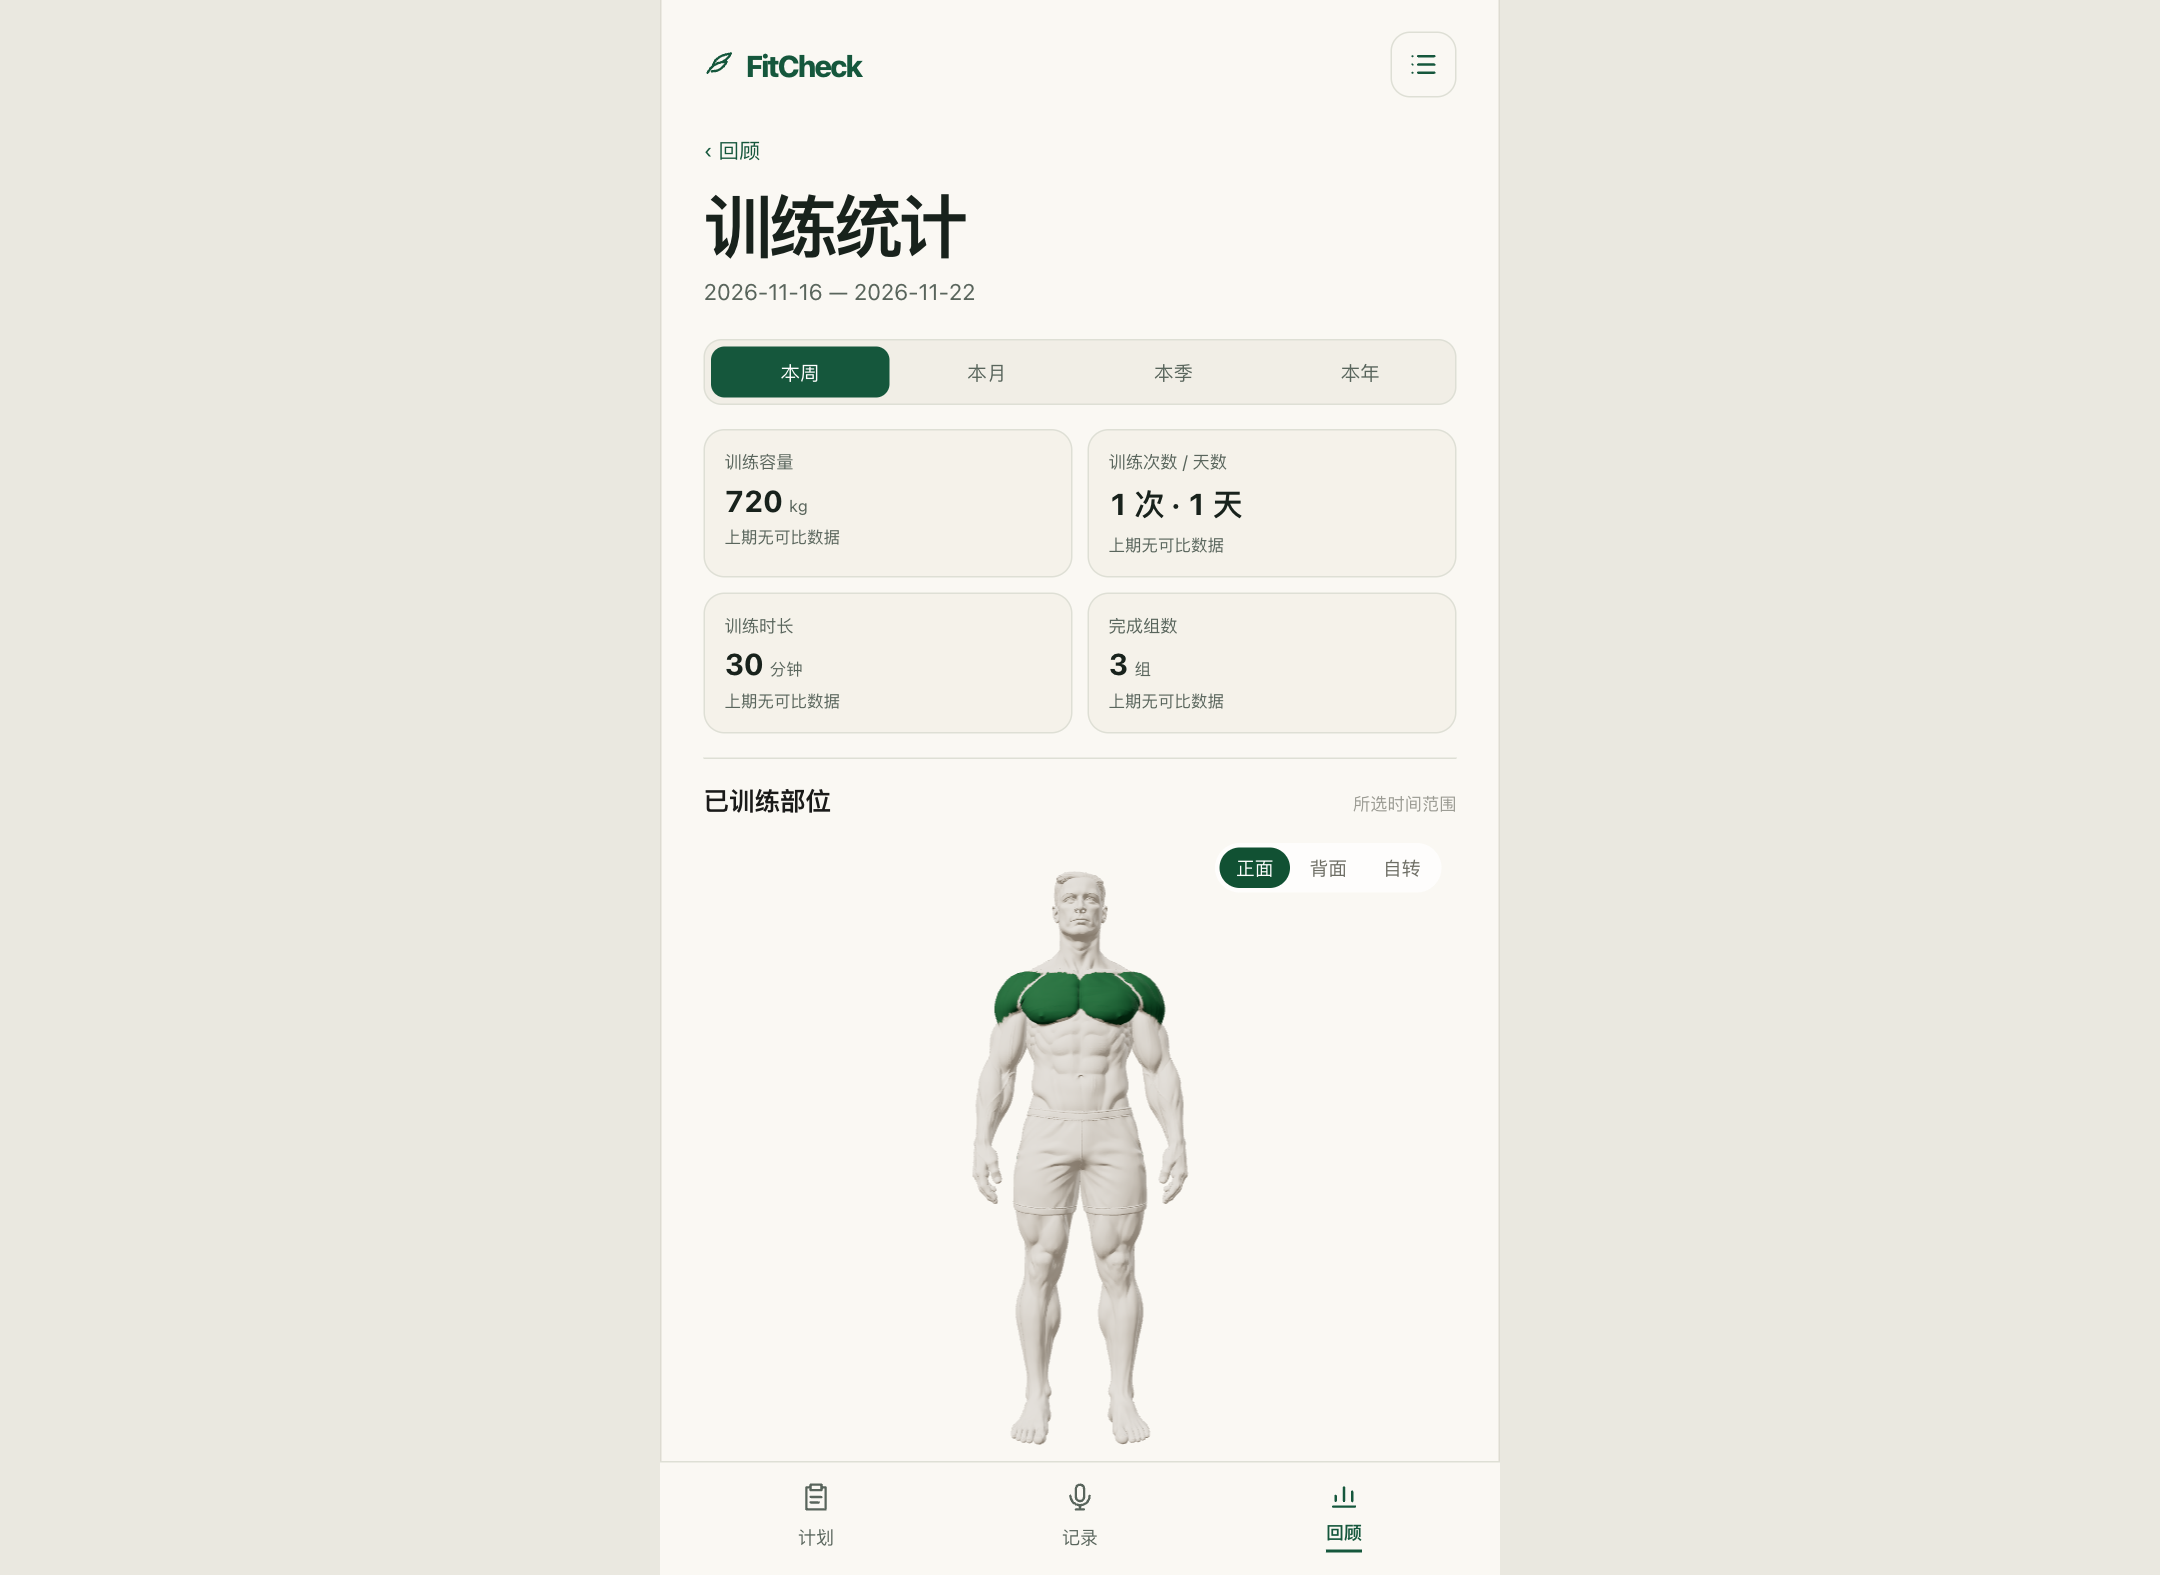 FitCheck
‹ 回顾
训练统计
2026-11-16 — 2026-11-22
本周 本月 本季 本年
训练容量
720 kg
上期无可比数据
训练次数 / 天数
1 次 · 1 天
上期无可比数据
训练时长
30 分钟
上期无可比数据
完成组数
3 组
上期无可比数据
已训练部位 所选时间范围
正面 背面 自转
计划 记录 回顾